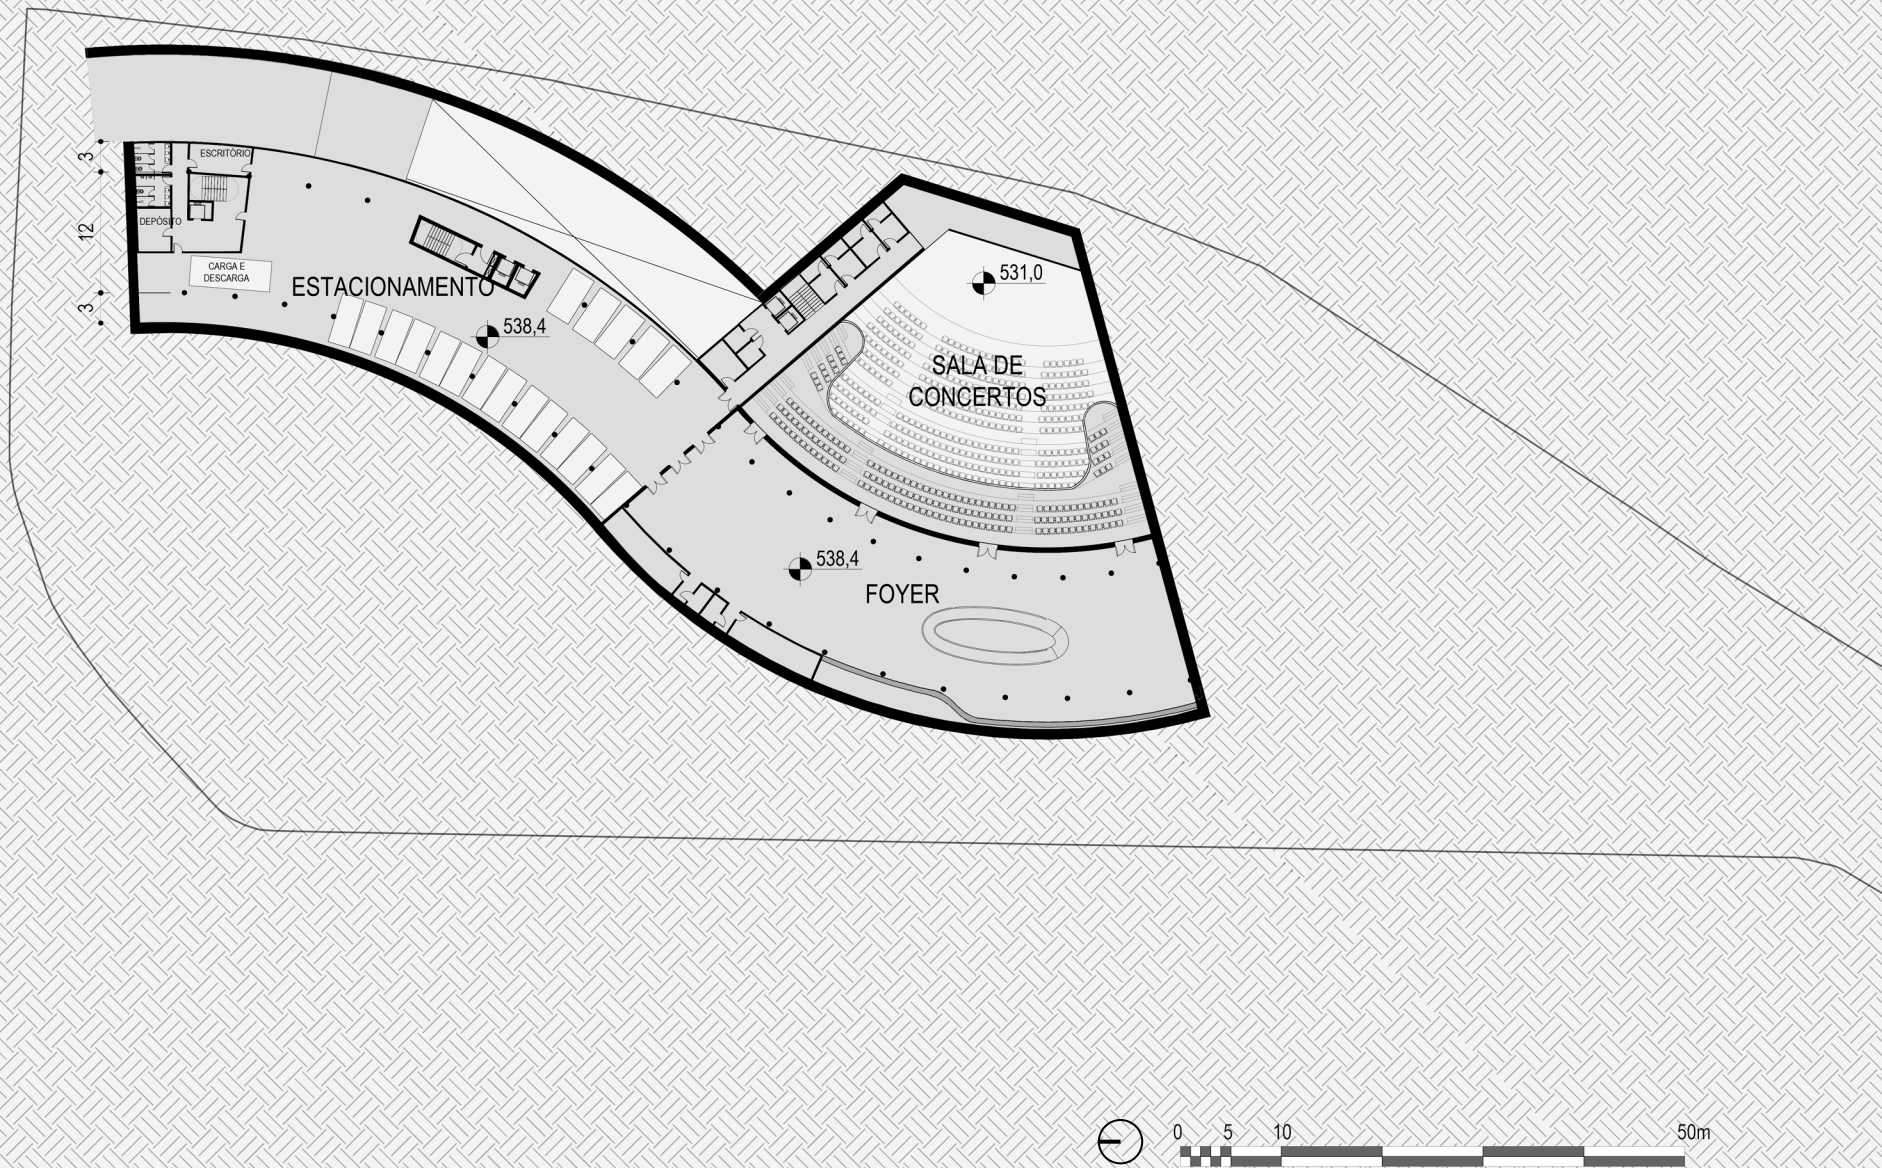 3
12
3
ESCRITÓRIO
DEPÓSITO
CARGA E
DESCARGA
ESTACIONAMENTO
538,4
531,0
SALA DE
CONCERTOS
538,4
FOYER
0 5 10 50m